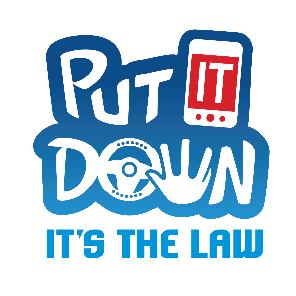 PUT IT
DOWN
IT'S THE LAW